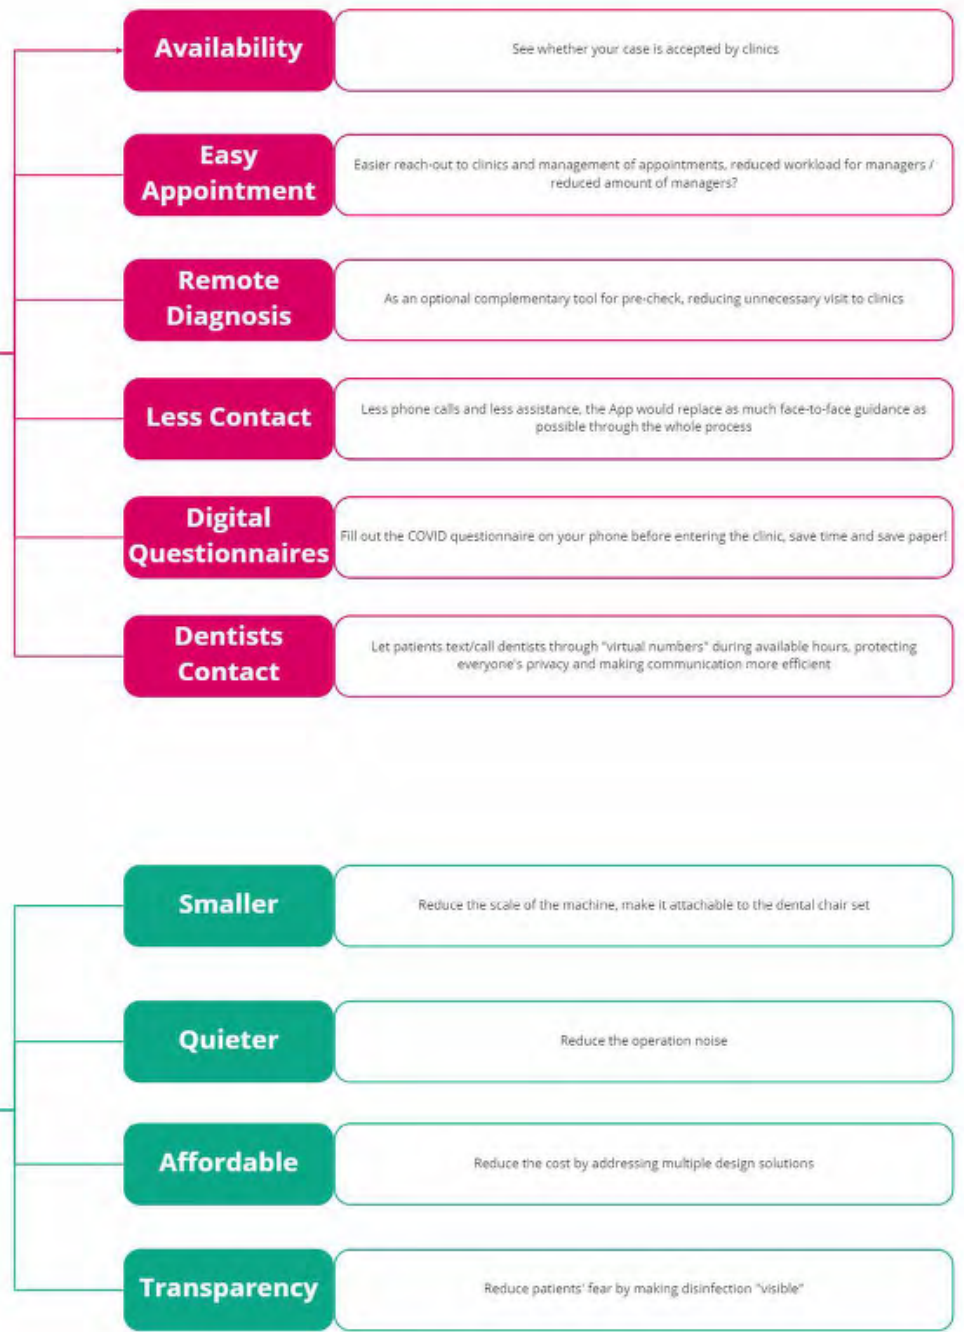 Availability
See whether your case is accepted by clinics
Easy
Appointment
Easier reach-out to clinics and management of appointments, reduced workload for managers /
reduced amount of managers?
Remote
Diagnosis
As an optional complementary tool for pre-check, reducing unnecessary visit to clinics
Less Contact
Less phone calls and less assistance, the App would replace as much face-to-face guidance as
possible through the whole process
Digital
Questionnaires
Fill out the COVID questionnaire on your phone before entering the clinic, save time and save paper!
Dentists
Contact
Let patients text/call dentists through "virtual numbers" during available hours, protecting
everyone's privacy and making communication more efficient
Smaller
Reduce the scale of the machine, make it attachable to the dental chair set
Quieter
Reduce the operation noise
Affordable
Reduce the cost by addressing multiple design solutions
Transparency
Reduce patients' fear by making disinfection "visible"